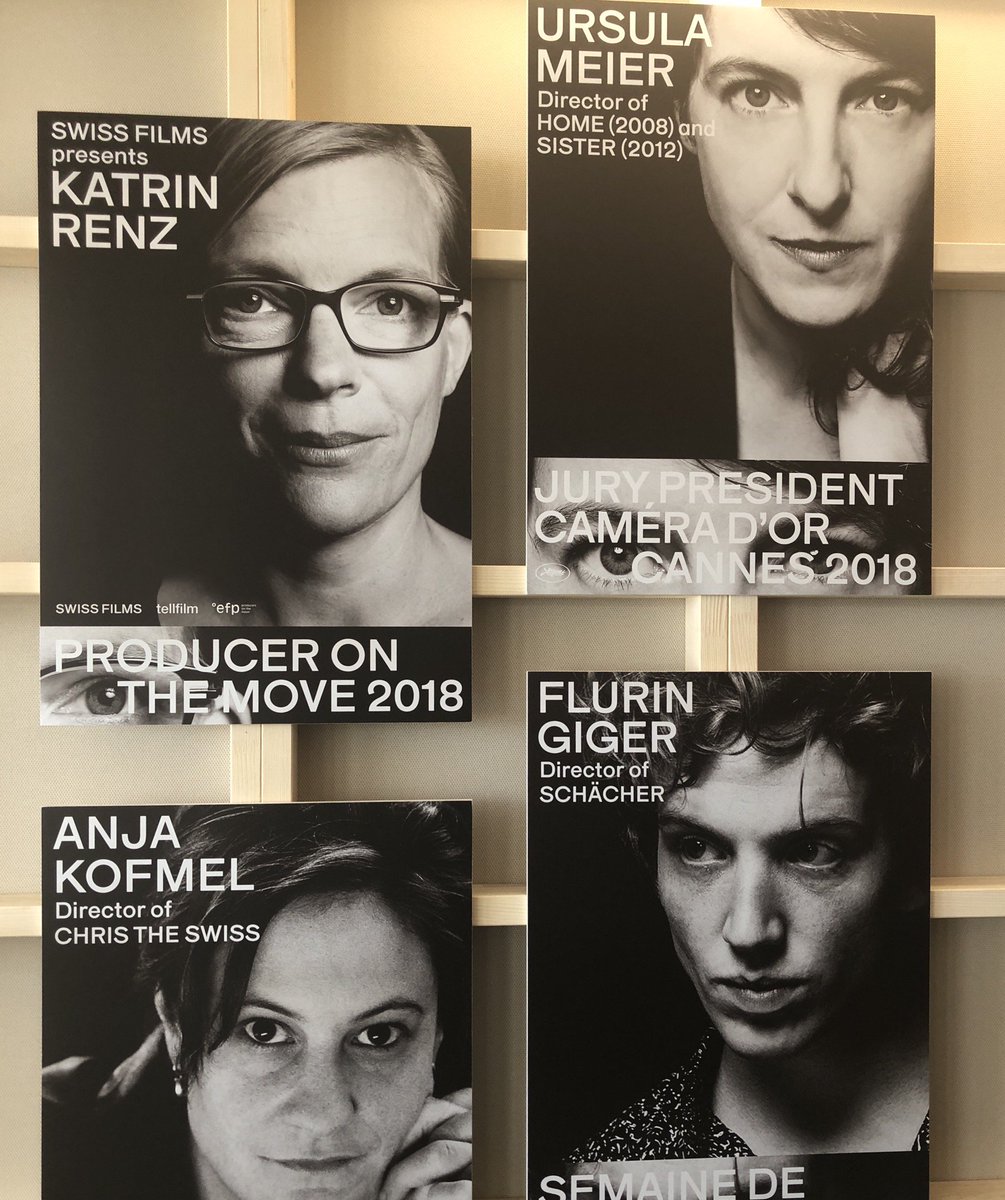 SWISS FILMS
presents
KATRIN
RENZ
SWISS FILMS tellfilm °efp
PRODUCER ON
THE MOVE 2018
URSULA
MEIER
Director of
HOME (2008) and
SISTER (2012)
JURY PRESIDENT
CAMÉRA D'OR
CANNES 2018
ANJA
KOFMEL
Director of
CHRIS THE SWISS
FLURIN
GIGER
Director of
SCHÄCHER
SEMAINE DE